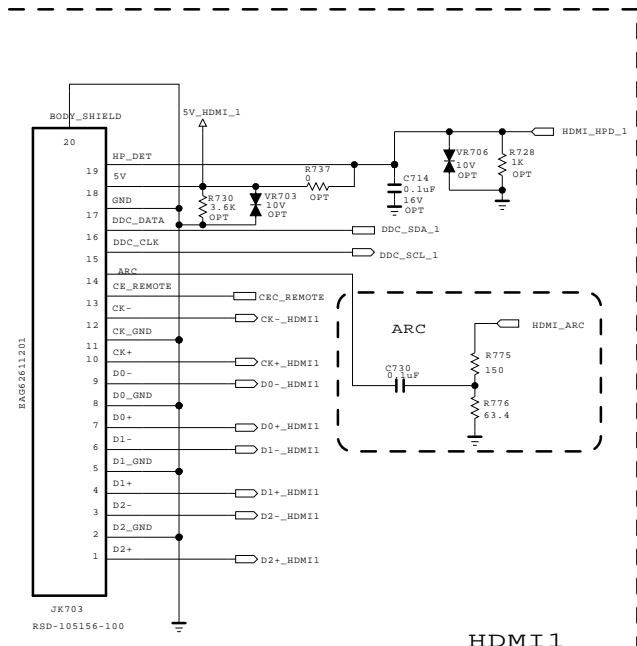 BODY_SHIELD
20
5V_HDMI_1
HP_DET
19
5V
18
GND
17
DDC_DATA
16
DDC_CLK
15
ARC
14
CE_REMOTE
13
CK-
12
CK_GND
11
CK+
10
D0-
9
D0_GND
8
D0+
7
D1-
6
D1_GND
5
D1+
4
D2-
3
D2_GND
2
D2+
1
EAG62611201
JK703
RSD-105156-100
R730
3.6K
OPT
VR703
10V
OPT
R737
0
OPT
C714
0.1uF
16V
OPT
VR706
10V
OPT
R728
1K
OPT
HDMI_HPD_1
DDC_SDA_1
DDC_SCL_1
CEC_REMOTE
CK-_HDMI1
CK+_HDMI1
D0-_HDMI1
D0+_HDMI1
D1-_HDMI1
D1+_HDMI1
D2-_HDMI1
D2+_HDMI1
ARC
HDMI_ARC
C730
0.1uF
R775
150
R776
63.4
HDMI1